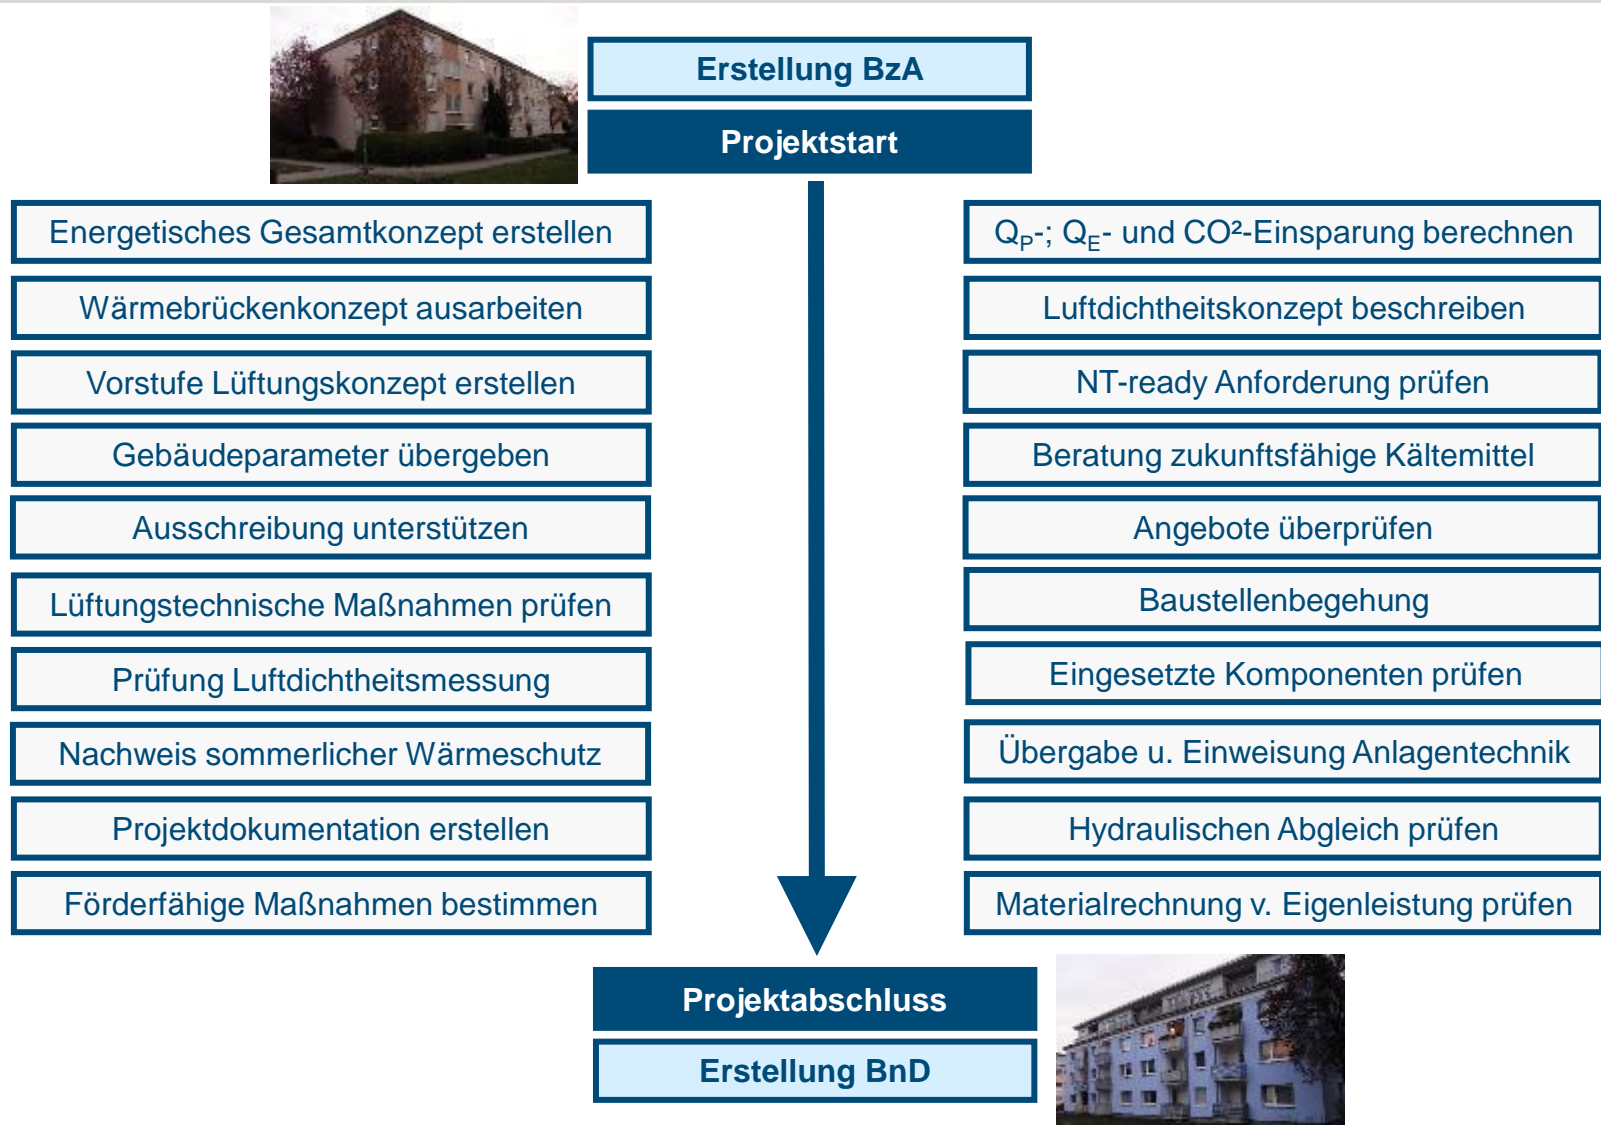 Erstellung BzA
Projektstart
Energetisches Gesamtkonzept erstellen
Wärmebrückenkonzept ausarbeiten
Vorstufe Lüftungskonzept erstellen
Gebäudeparameter übergeben
Ausschreibung unterstützen
Lüftungstechnische Maßnahmen prüfen
Prüfung Luftdichtheitsmessung
Nachweis sommerlicher Wärmeschutz
Projektdokumentation erstellen
Förderfähige Maßnahmen bestimmen
Q_P-; Q_E- und CO²-Einsparung berechnen
Luftdichtheitskonzept beschreiben
NT-ready Anforderung prüfen
Beratung zukunftsfähige Kältemittel
Angebote überprüfen
Baustellenbegehung
Eingesetzte Komponenten prüfen
Übergabe u. Einweisung Anlagentechnik
Hydraulischen Abgleich prüfen
Materialrechnung v. Eigenleistung prüfen
Projektabschluss
Erstellung BnD